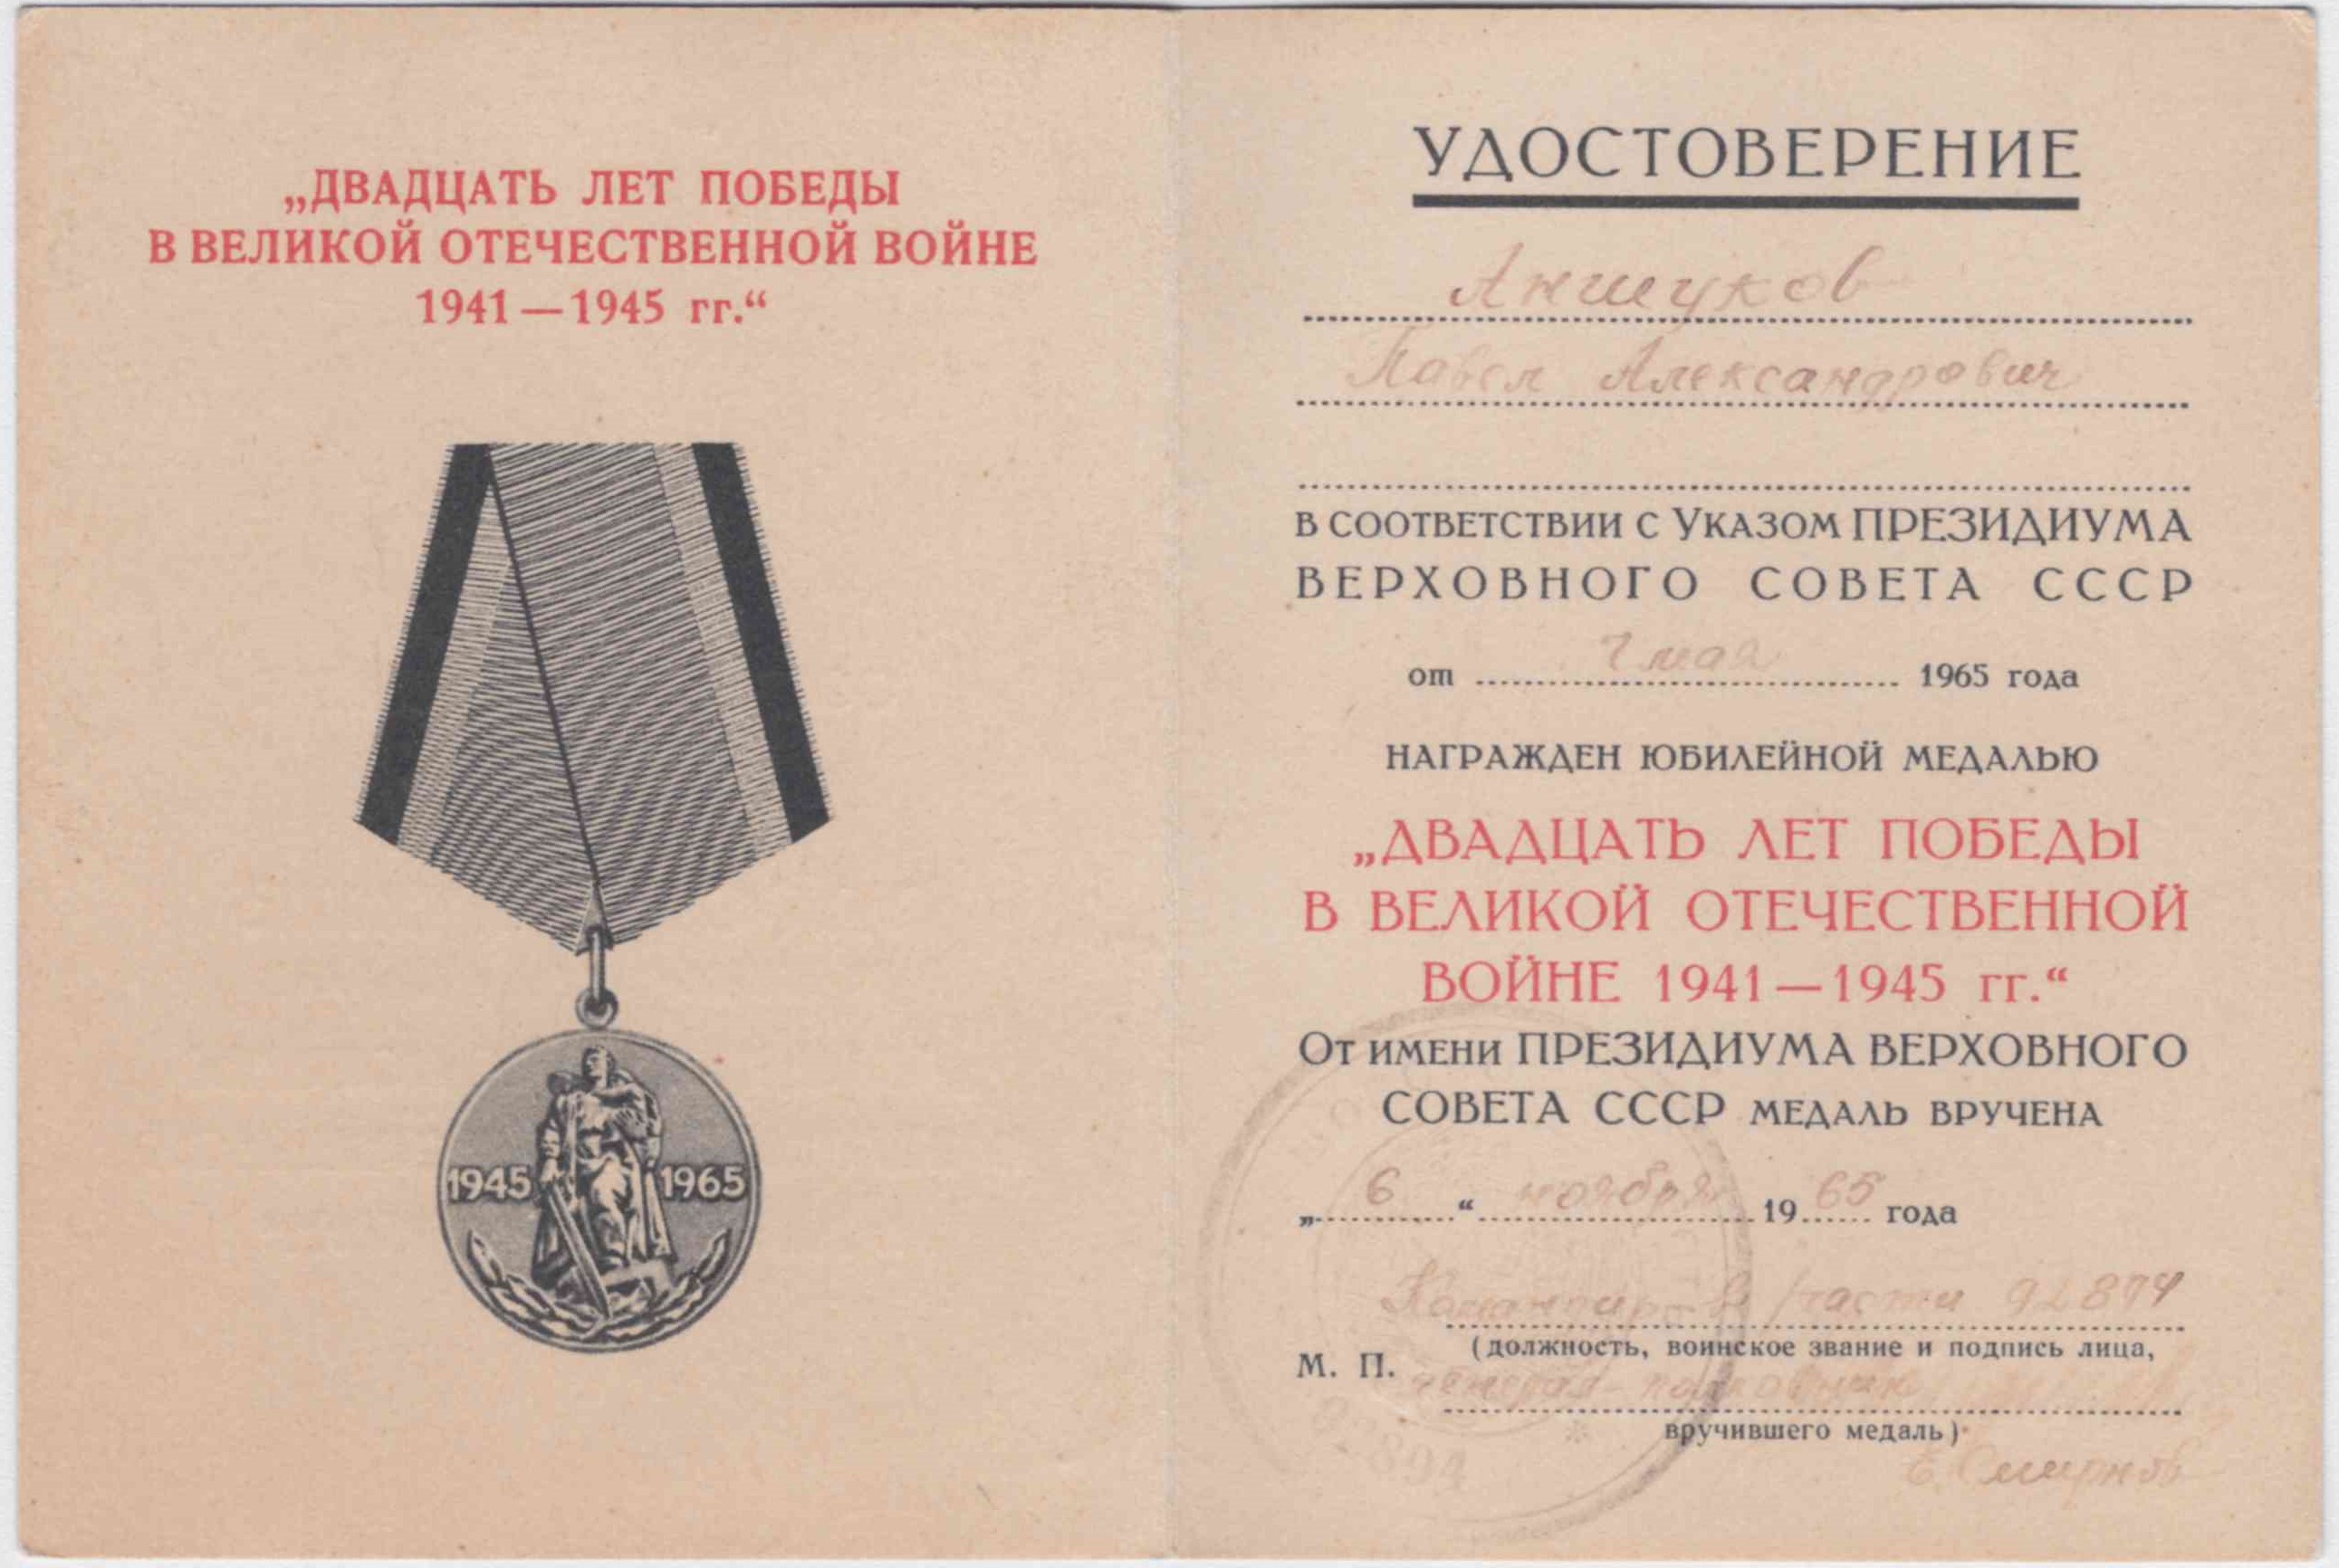 „ДВАДЦАТЬ ЛЕТ ПОБЕДЫ
В ВЕЛИКОЙ ОТЕЧЕСТВЕННОЙ ВОЙНЕ
1941—1945 гг.“
1945 1965
УДОСТОВЕРЕНИЕ
Аншуков
Павел Александрович
В СООТВЕТСТВИИ С УКАЗОМ ПРЕЗИДИУМА
ВЕРХОВНОГО СОВЕТА СССР
от 7 мая 1965 года
НАГРАЖДЕН ЮБИЛЕЙНОЙ МЕДАЛЬЮ
„ДВАДЦАТЬ ЛЕТ ПОБЕДЫ
В ВЕЛИКОЙ ОТЕЧЕСТВЕННОЙ
ВОЙНЕ 1941—1945 гг.“
ОТ ИМЕНИ ПРЕЗИДИУМА ВЕРХОВНОГО
СОВЕТА СССР МЕДАЛЬ ВРУЧЕНА
„6“ ноября 1965 года
Командир в/части 92894
(должность, воинское звание и подпись лица,
М. П.
генерал-полковник
вручившего медаль)
Е. Смирнов
92894